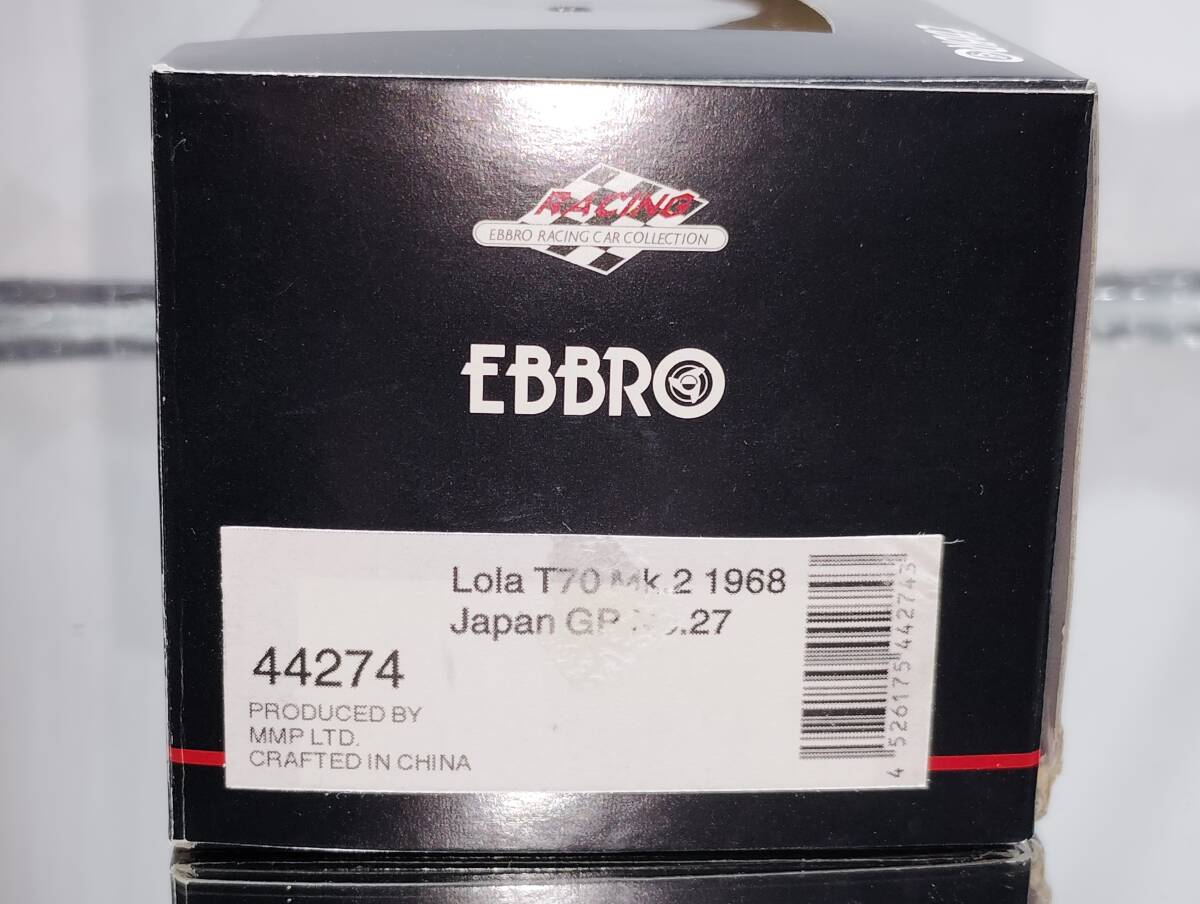 EBBRO
RACING
EBBRO RACING CAR COLLECTION
EBBRO
Lola T70 Mk.2 1968
Japan GP No.27
44274
PRODUCED BY
MMP LTD.
CRAFTED IN CHINA
4 526175 442743